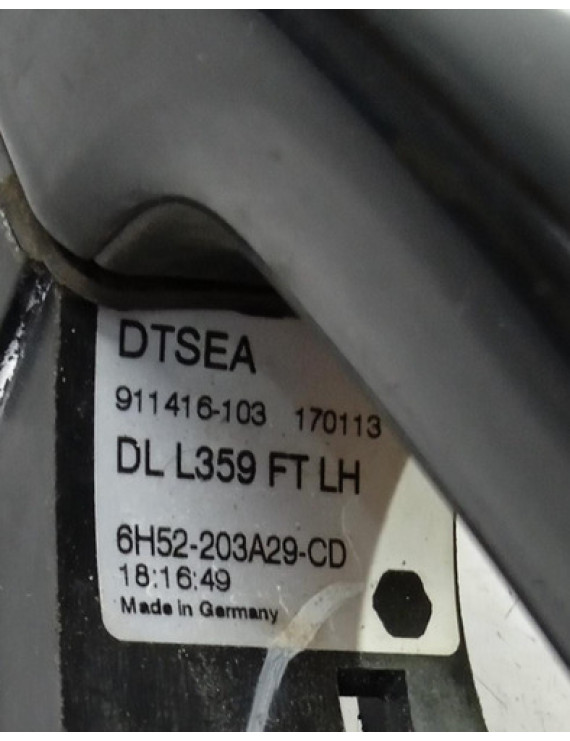 DTSEA
911416-103 170113
DL L359 FT LH
6H52-203A29-CD
18:16:49
Made in Germany